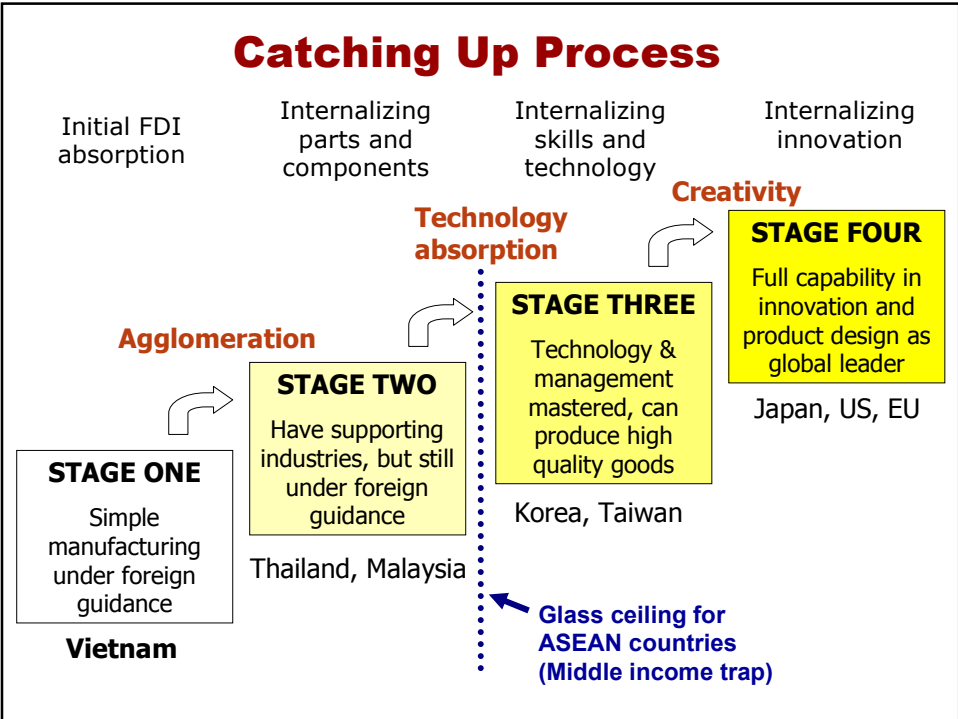 Catching Up Process
Initial FDI
absorption
Internalizing
parts and
components
Internalizing
skills and
technology
Internalizing
innovation
Agglomeration
Technology
absorption
Creativity
STAGE ONE
Simple
manufacturing
under foreign
guidance
Vietnam
STAGE TWO
Have supporting
industries, but still
under foreign
guidance
Thailand, Malaysia
STAGE THREE
Technology &
management
mastered, can
produce high
quality goods
Korea, Taiwan
STAGE FOUR
Full capability in
innovation and
product design as
global leader
Japan, US, EU
Glass ceiling for
ASEAN countries
(Middle income trap)